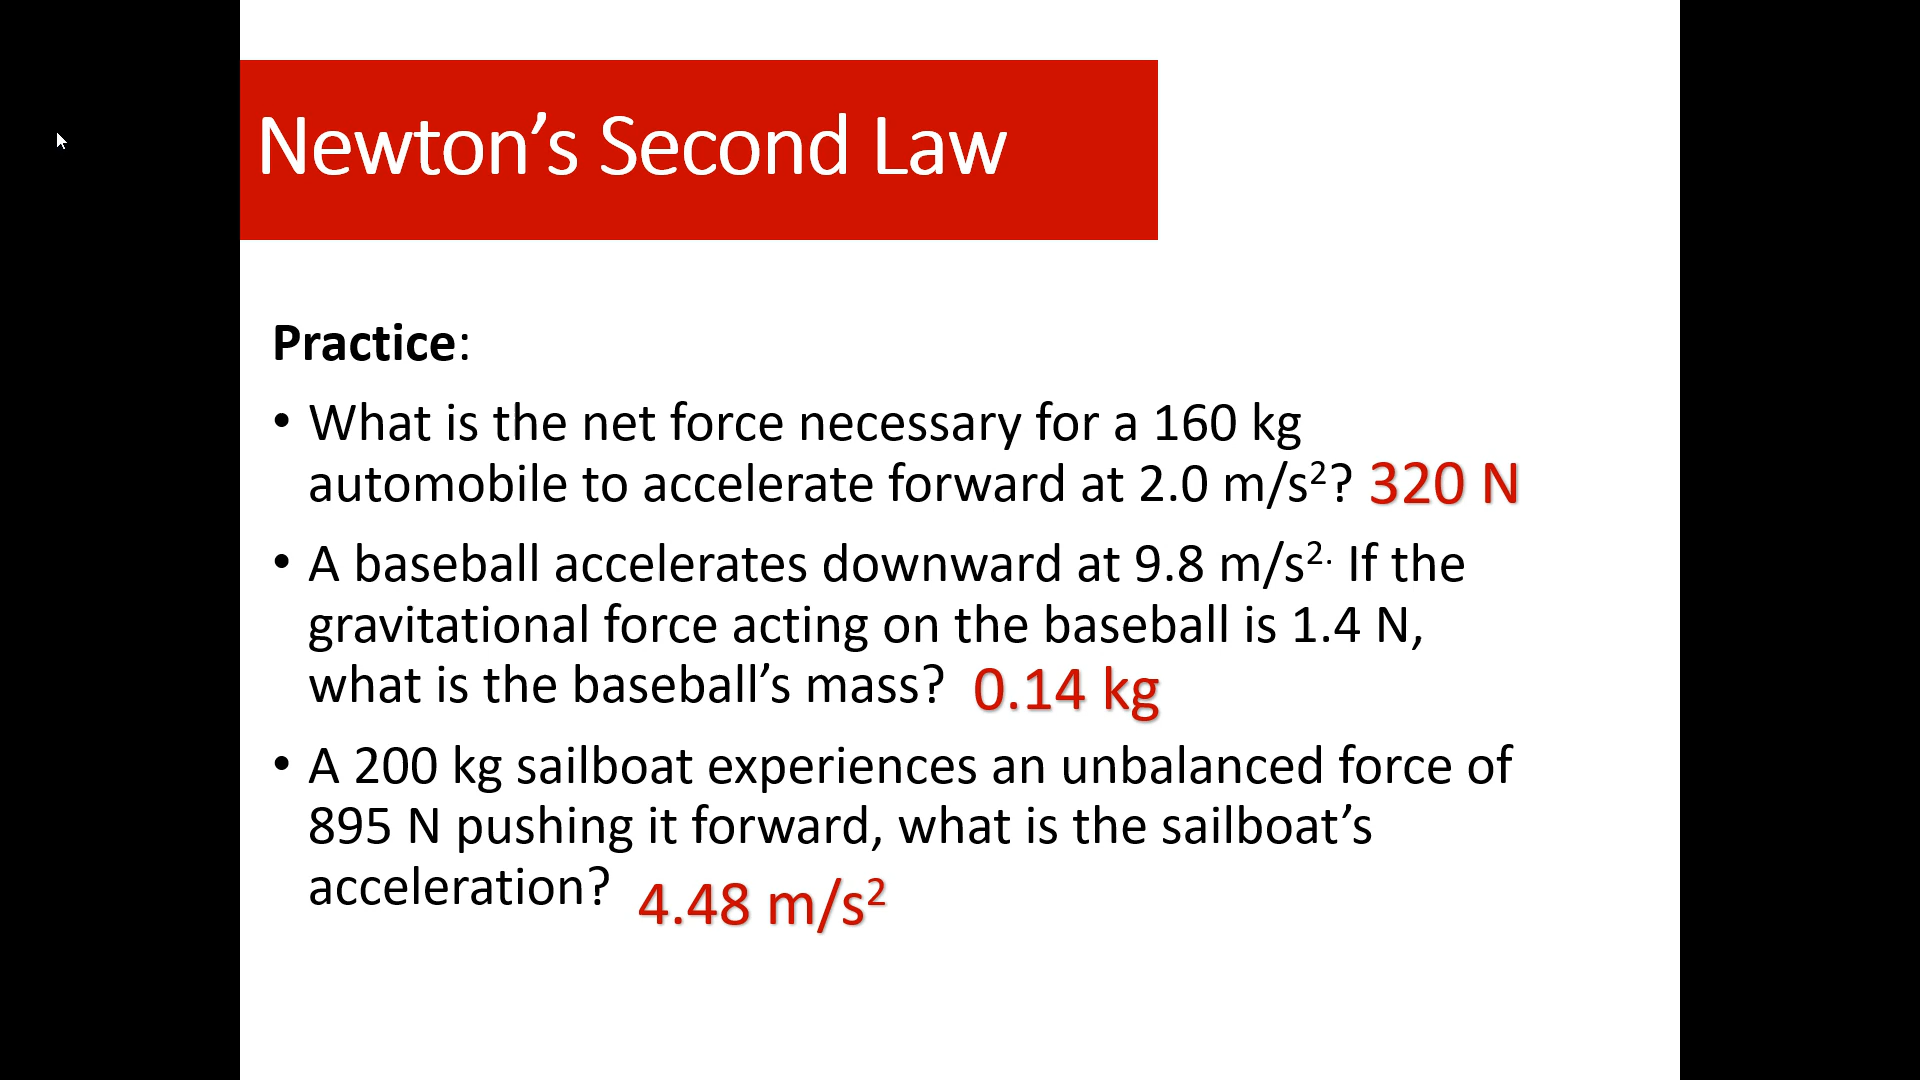 Newton’s Second Law
Practice:
• What is the net force necessary for a 160 kg
automobile to accelerate forward at 2.0 m/s²? 320 N
• A baseball accelerates downward at 9.8 m/s²· If the
gravitational force acting on the baseball is 1.4 N,
what is the baseball’s mass? 0.14 kg
• A 200 kg sailboat experiences an unbalanced force of
895 N pushing it forward, what is the sailboat’s
acceleration? 4.48 m/s²